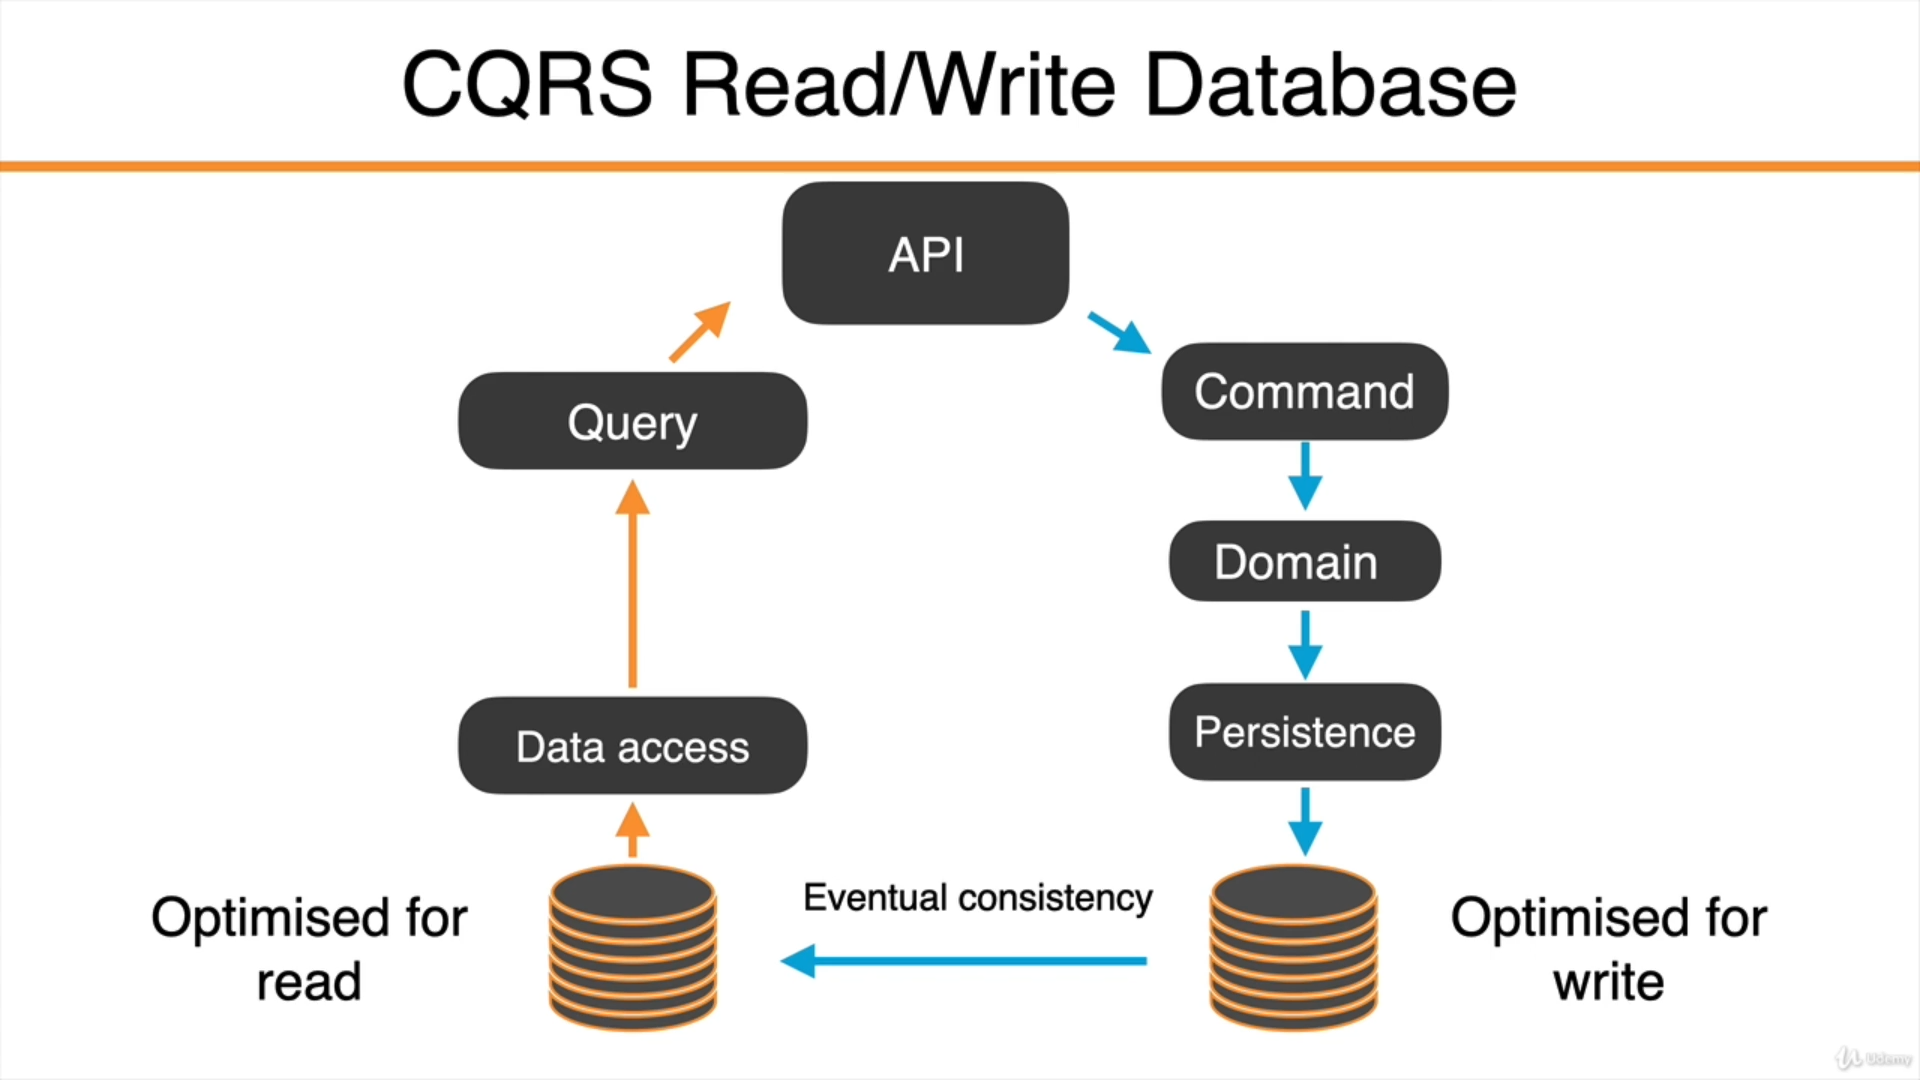 CQRS Read/Write Database
API
Command
Query
Domain
Persistence
Data access
Eventual consistency
Optimised for
read
Optimised for
write
Udemy